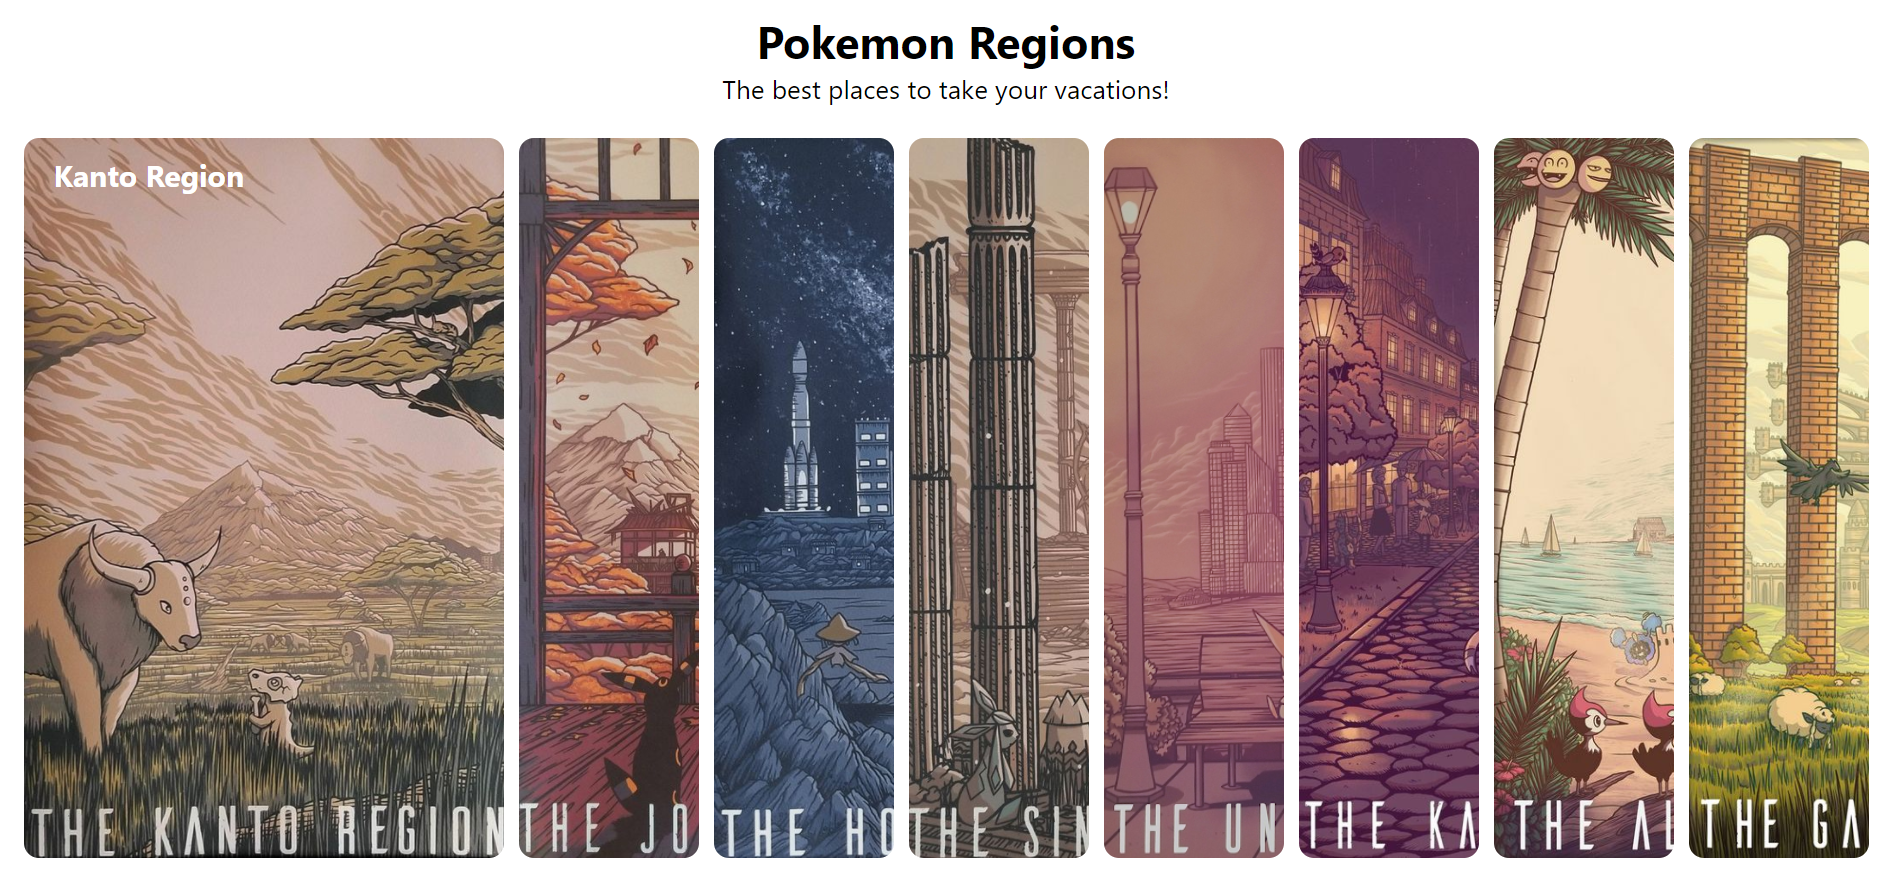 Pokemon Regions
The best places to take your vacations!
Kanto Region
THE KANTO REGION
THE JO
THE HO
THE SIN
THE UN
THE KA
THE AL
THE GA